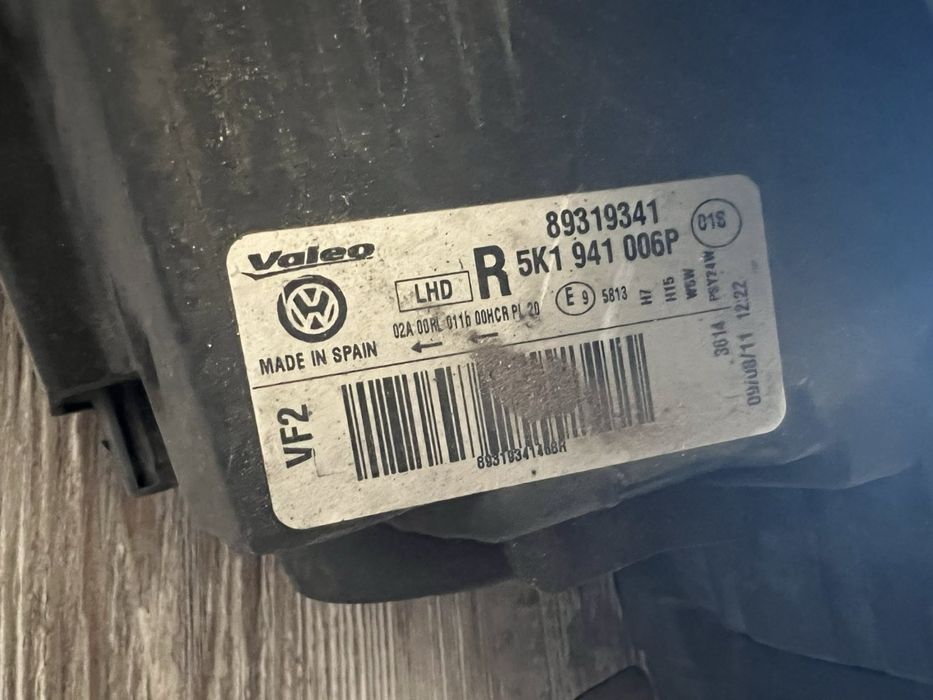 Valeo
89319341
01S
LHD R 5K1 941 006P
02A 00RL 011b 00HCR PL 20
E 9 5813
H7
H15
W5W
PSY24W
MADE IN SPAIN
VF2
3614
09/08/11 12:22